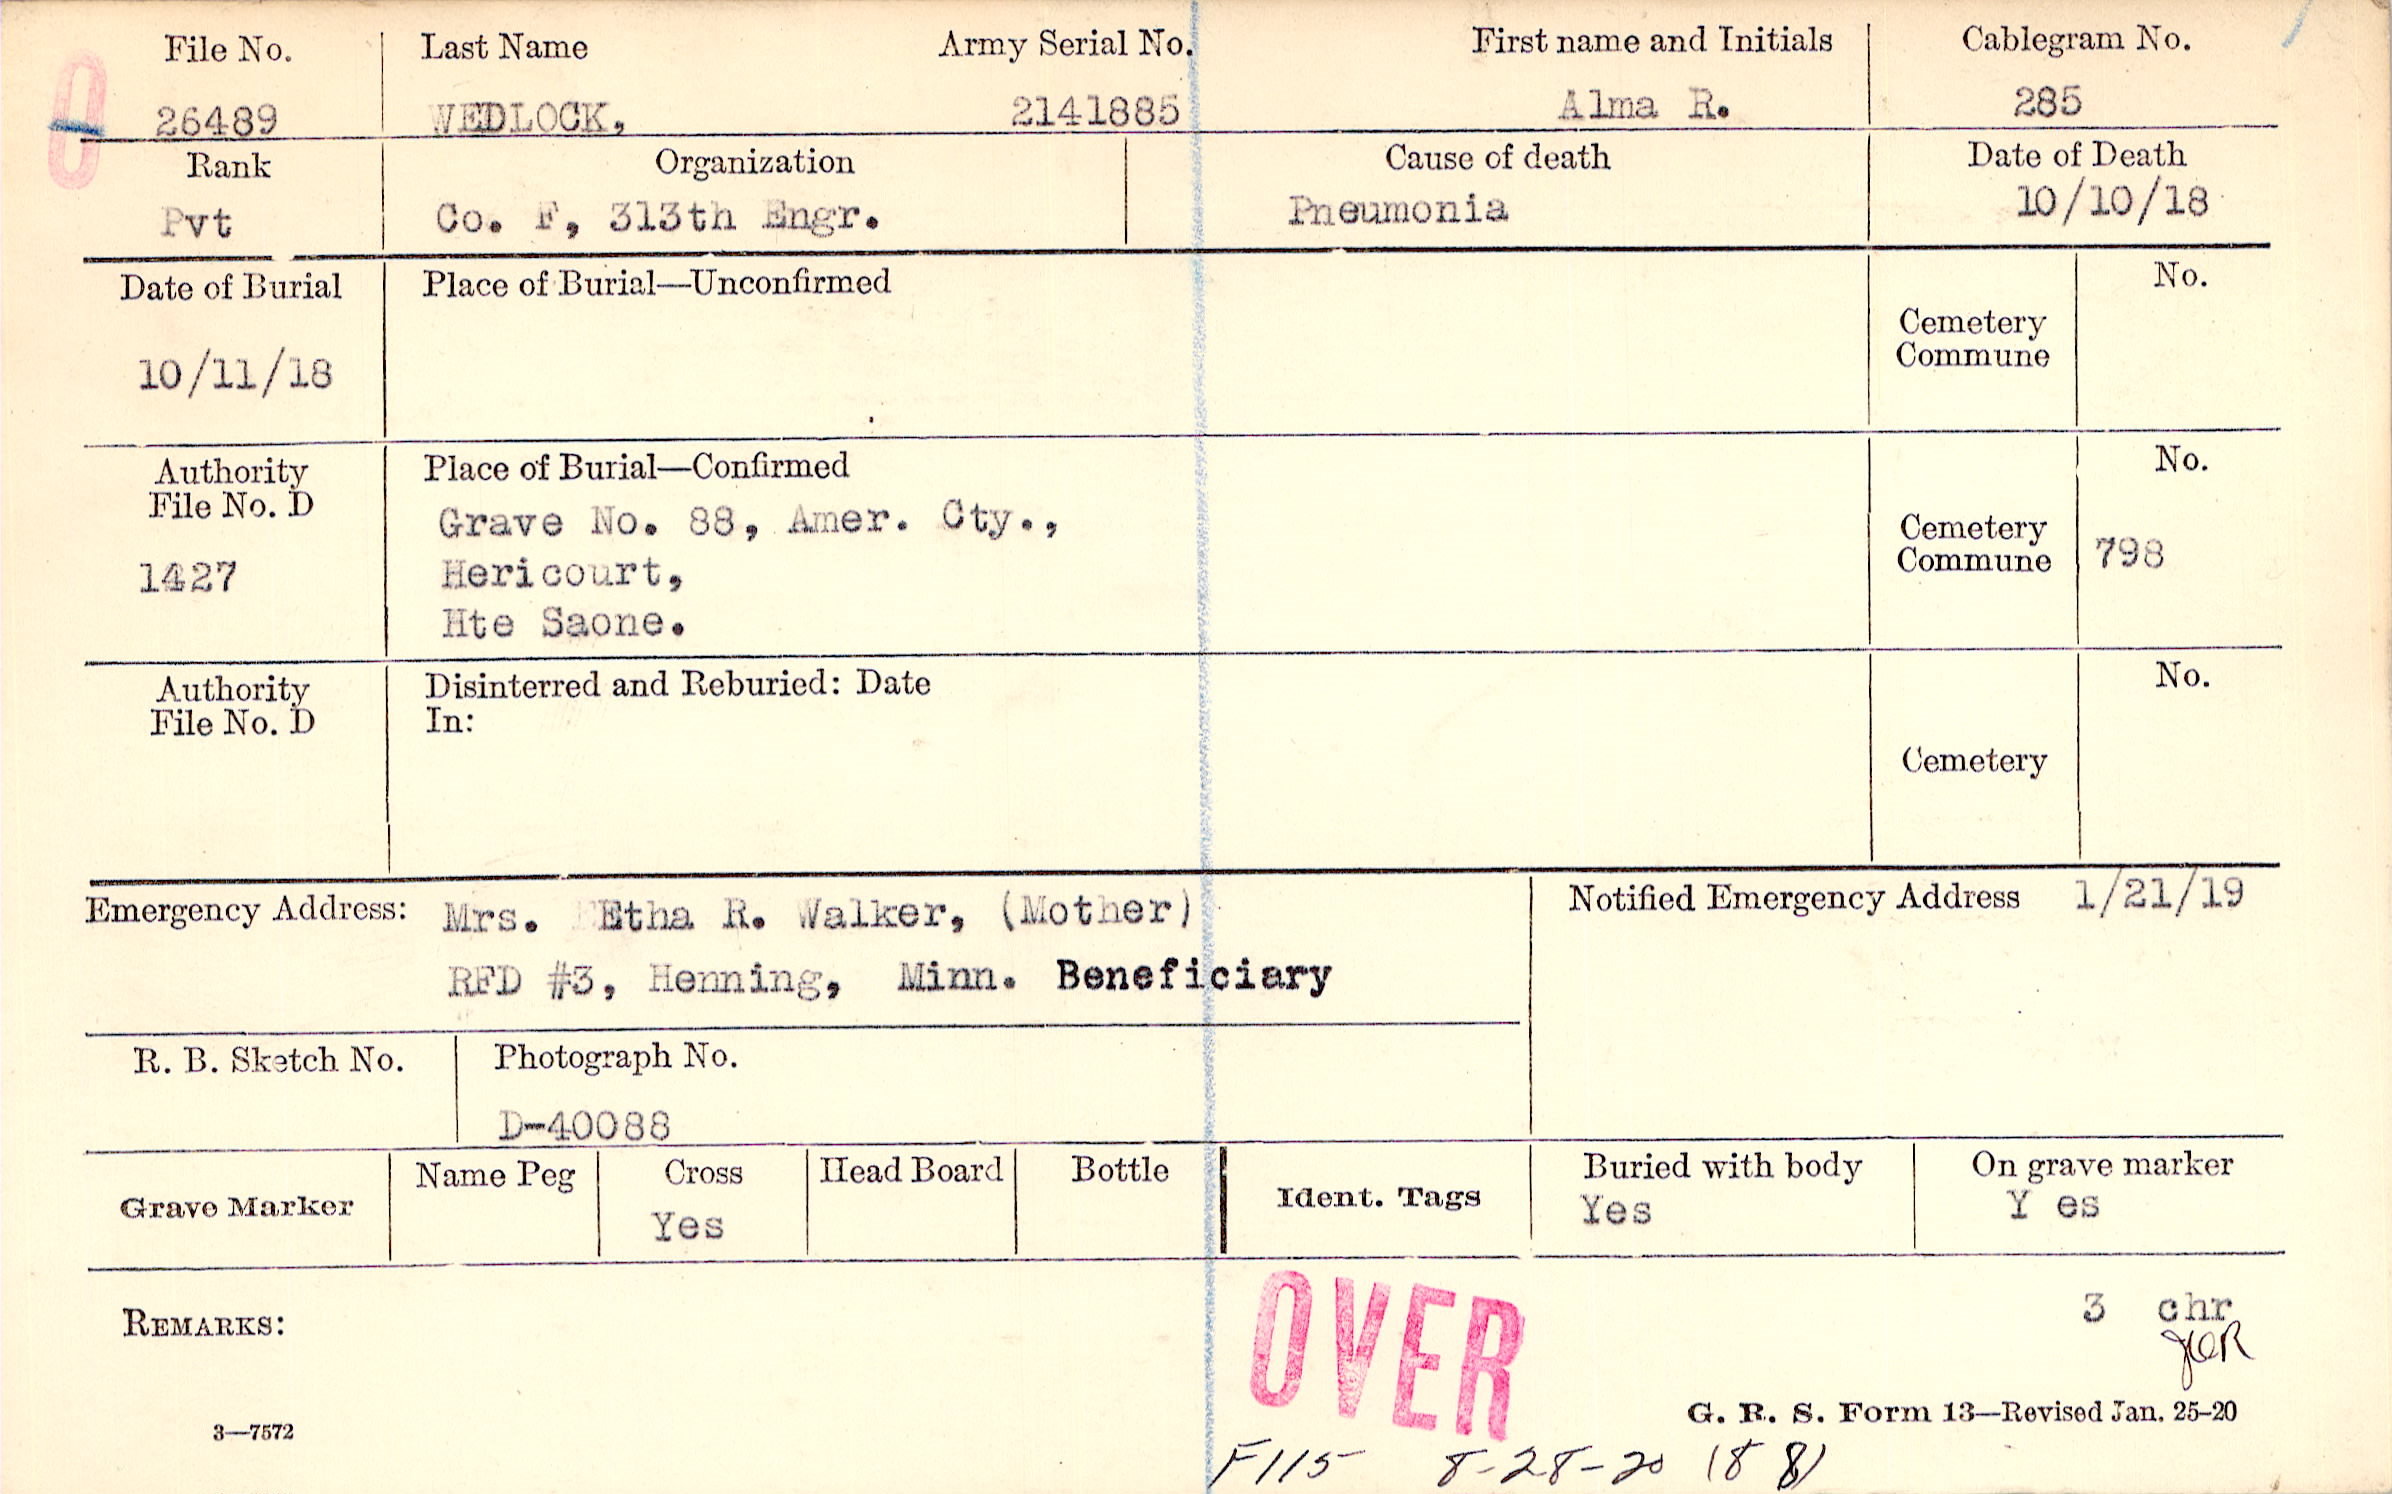 File No. Last Name Army Serial No. First name and Initials Cablegram No.
26489 WEDLOCK, 2141885 Alma R. 285
Rank Organization Cause of death Date of Death
Pvt Co. F, 313th Engr. Pneumonia 10/10/18
Date of Burial Place of Burial—Unconfirmed No.
Cemetery
Commune
10/11/18
Authority Place of Burial—Confirmed No.
File No. D
Grave No. 88, Amer. Cty.,
Cemetery
Commune 798
1427 Hericourt,
Hte Saone.
Authority Disinterred and Reburied: Date No.
File No. D In:
Cemetery
Emergency Address: Mrs. Etha R. Walker, (Mother) Notified Emergency Address 1/21/19
RFD #3, Henning, Minn. Beneficiary
R. B. Sketch No. Photograph No.
D-40088
Grave Marker Name Peg Cross Head Board Bottle Ident. Tags Buried with body On grave marker
Yes Yes Y es
OVER
3 chr
REMARKS:
G. R. S. Form 13—Revised Jan. 25-20
3—7572
F115 8-28-20 (88)